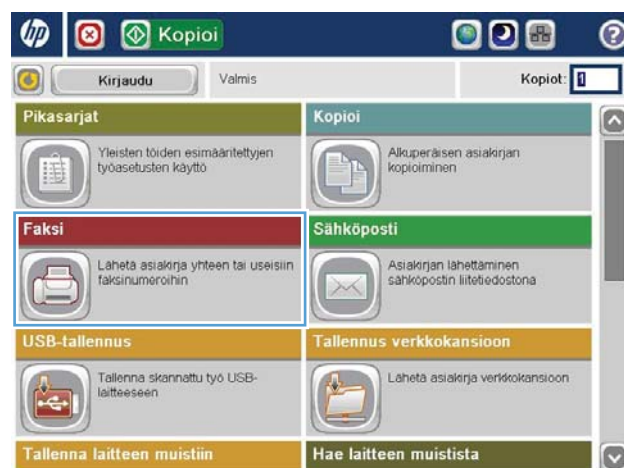 hp Kopioi ?
Kirjaudu Valmis Kopiot: 1
Pikasarjat
Yleisten töiden esimääritettyjen
työasetusten käyttö
Kopioi
Alkuperäisen asiakirjan
kopioiminen
Faksi
Lähetä asiakirja yhteen tai useisiin
faksinumeroihin
Sähköposti
Asiakirjan lähettäminen
sähköpostin liitetiedostona
USB-tallennus
Tallenna skannattu työ USB-
laitteeseen
Tallennus verkkokansioon
Lähetä asiakirja verkkokansioon
Tallenna laitteen muistiin
Hae laitteen muistista